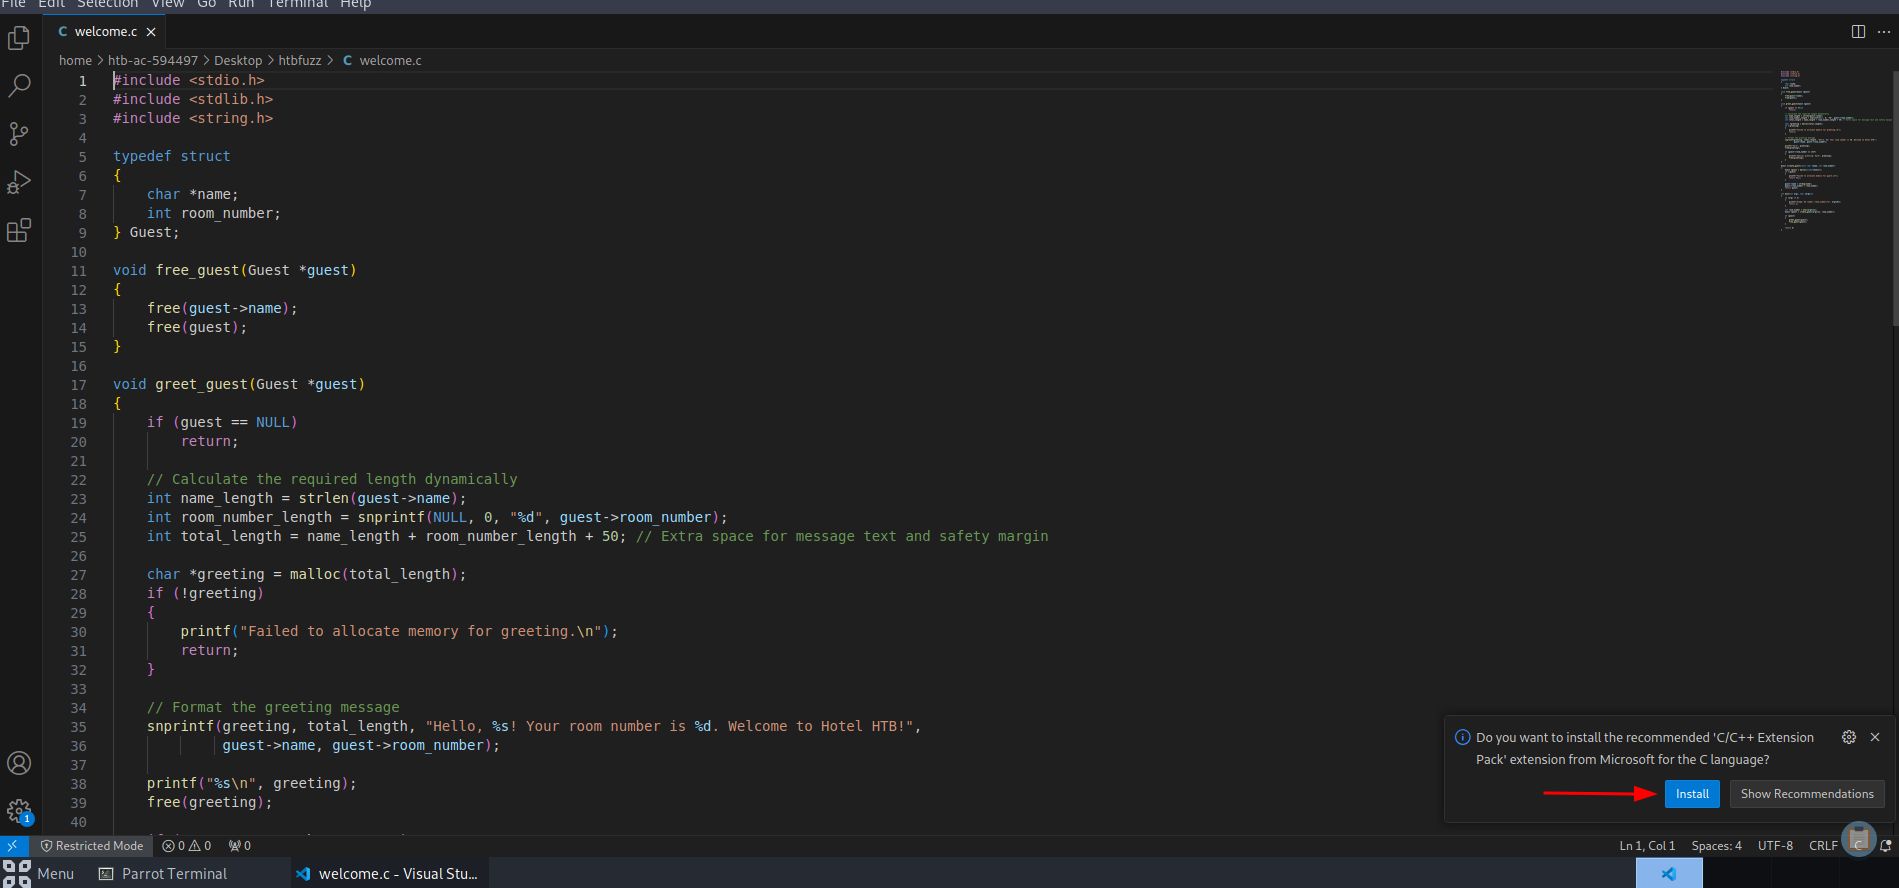 File Edit Selection View Go Run Terminal Help
C welcome.c
home > htb-ac-594497 > Desktop > htbfuzz > C welcome.c
1 #include <stdio.h>
2 #include <stdlib.h>
3 #include <string.h>
4
5 typedef struct
6 {
7     char *name;
8     int room_number;
9 } Guest;
10
11 void free_guest(Guest *guest)
12 {
13     free(guest->name);
14     free(guest);
15 }
16
17 void greet_guest(Guest *guest)
18 {
19     if (guest == NULL)
20         return;
21
22     // Calculate the required length dynamically
23     int name_length = strlen(guest->name);
24     int room_number_length = snprintf(NULL, 0, "%d", guest->room_number);
25     int total_length = name_length + room_number_length + 50; // Extra space for message text and safety margin
26
27     char *greeting = malloc(total_length);
28     if (!greeting)
29     {
30         printf("Failed to allocate memory for greeting.\n");
31         return;
32     }
33
34     // Format the greeting message
35     snprintf(greeting, total_length, "Hello, %s! Your room number is %d. Welcome to Hotel HTB!",
36              guest->name, guest->room_number);
37
38     printf("%s\n", greeting);
39     free(greeting);
40
Do you want to install the recommended 'C/C++ Extension
Pack' extension from Microsoft for the C language?
Install
Show Recommendations
1
Restricted Mode 0 0 0
Ln 1, Col 1 Spaces: 4 UTF-8 CRLF C
Menu Parrot Terminal welcome.c - Visual Stu...